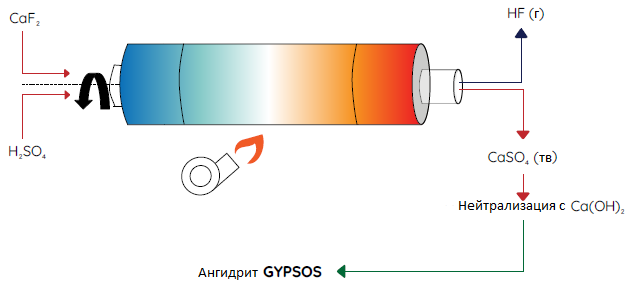 CaF₂
HF (г)
H₂SO₄
CaSO₄ (тв)
Нейтрализация с Ca(OH)₂
Ангидрит GYPSOS